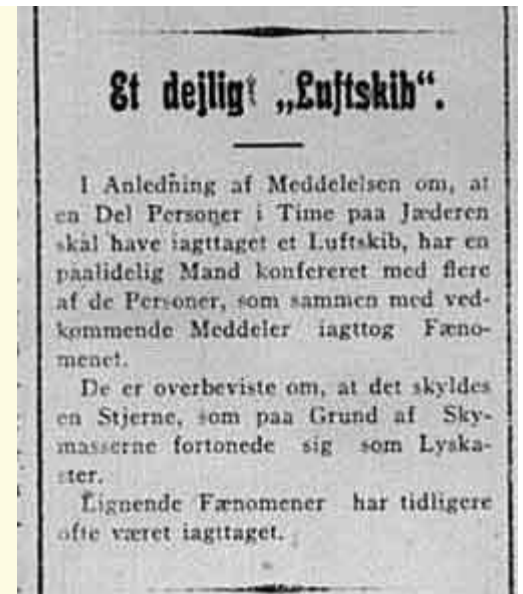 Et dejligt „Luftskib“.
I Anledning af Meddelelsen om, at
en Del Personer i Time paa Jæderen
skal have iagttaget et Luftskib, har en
paalidelig Mand konfereret med flere
af de Personer, som sammen med ved-
kommende Meddeler iagttog Fæno-
menet.
De er overbeviste om, at det skyldes
en Stjerne, som paa Grund af Sky-
masserne fortonede sig som Lyska-
ster.
Lignende Fænomener har tidligere
ofte været iagttaget.